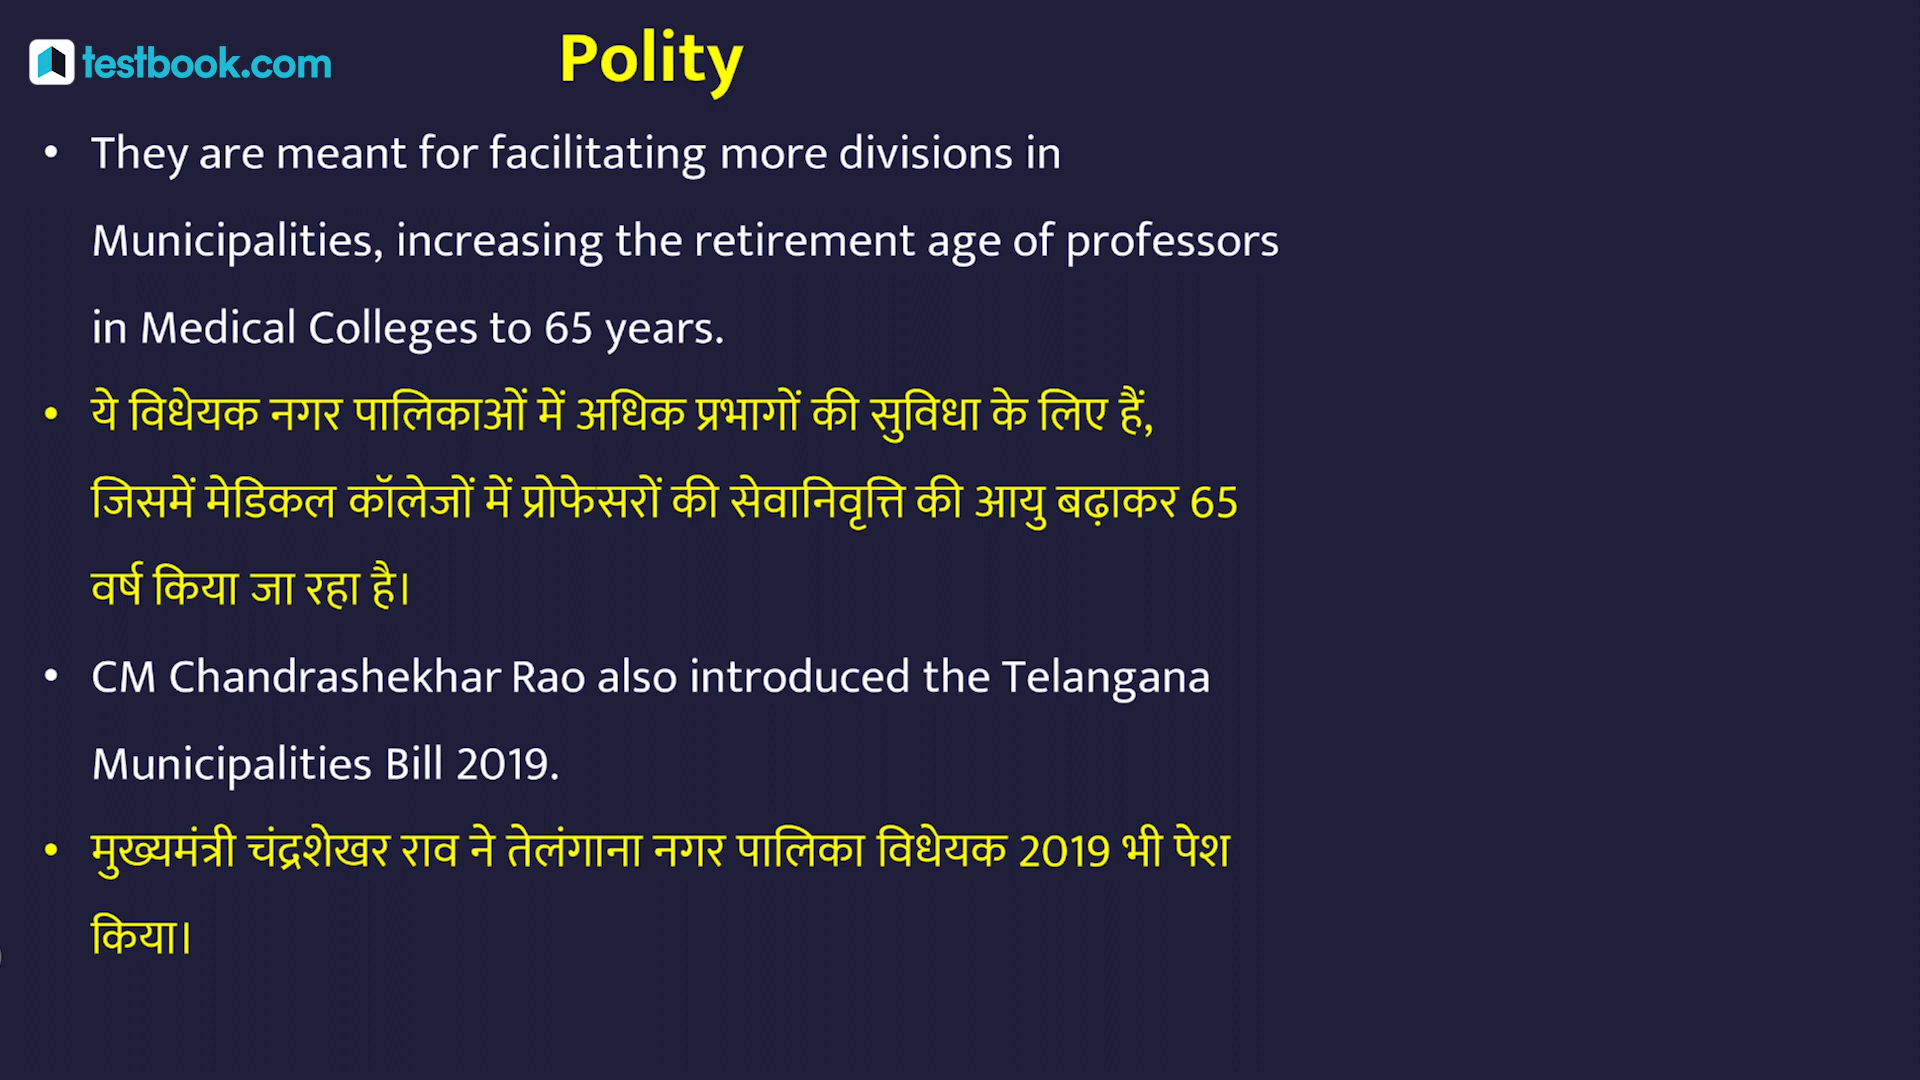 testbook.com
Polity
• They are meant for facilitating more divisions in
Municipalities, increasing the retirement age of professors
in Medical Colleges to 65 years.
• ये विधेयक नगर पालिकाओं में अधिक प्रभागों की सुविधा के लिए हैं,
जिसमें मेडिकल कॉलेजों में प्रोफेसरों की सेवानिवृत्ति की आयु बढ़ाकर 65
वर्ष किया जा रहा है।
• CM Chandrashekhar Rao also introduced the Telangana
Municipalities Bill 2019.
• मुख्यमंत्री चंद्रशेखर राव ने तेलंगाना नगर पालिका विधेयक 2019 भी पेश
किया।